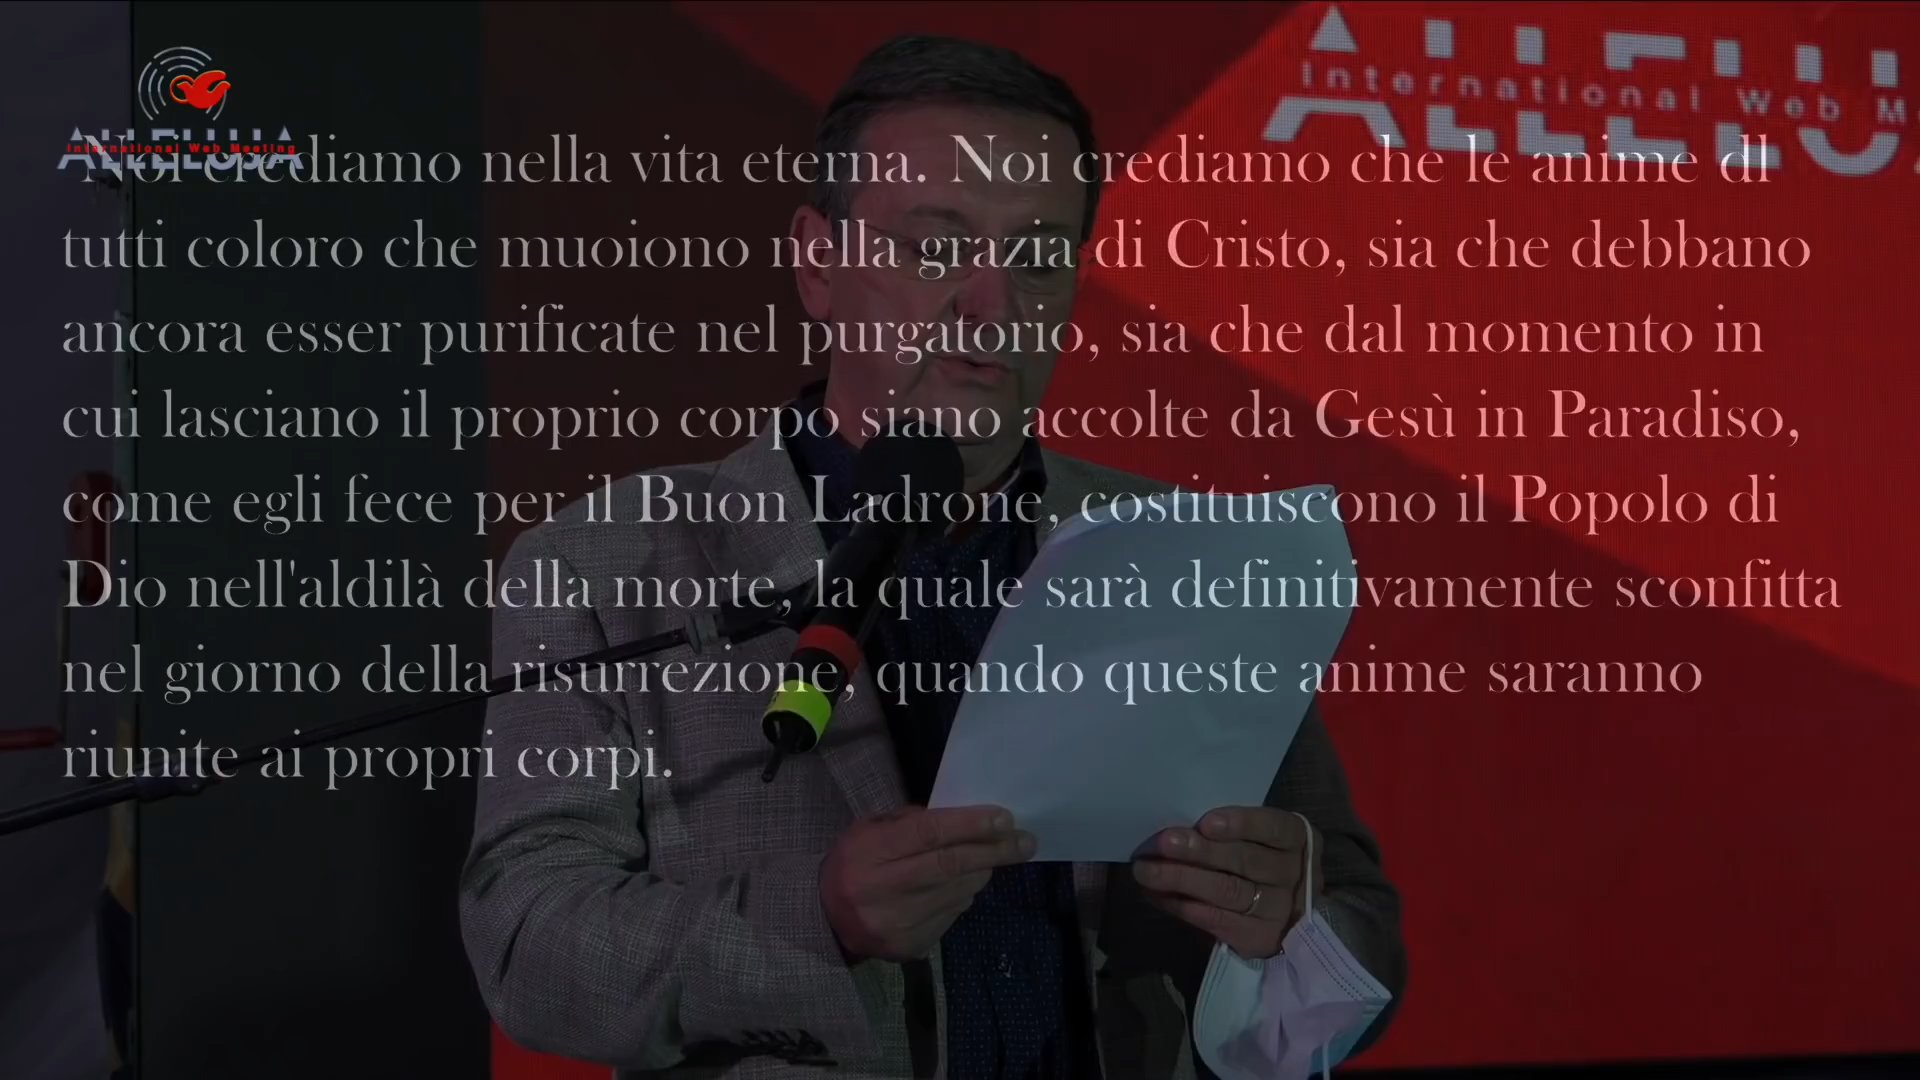 ALLELUJA
International Web Meeting
ALLELU
International Web M
Noi crediamo nella vita eterna. Noi crediamo che le anime dI
tutti coloro che muoiono nella grazia di Cristo, sia che debbano
ancora esser purificate nel purgatorio, sia che dal momento in
cui lasciano il proprio corpo siano accolte da Gesù in Paradiso,
come egli fece per il Buon Ladrone, costituiscono il Popolo di
Dio nell'aldilà della morte, la quale sarà definitivamente sconfitta
nel giorno della risurrezione, quando queste anime saranno
riunite ai propri corpi.